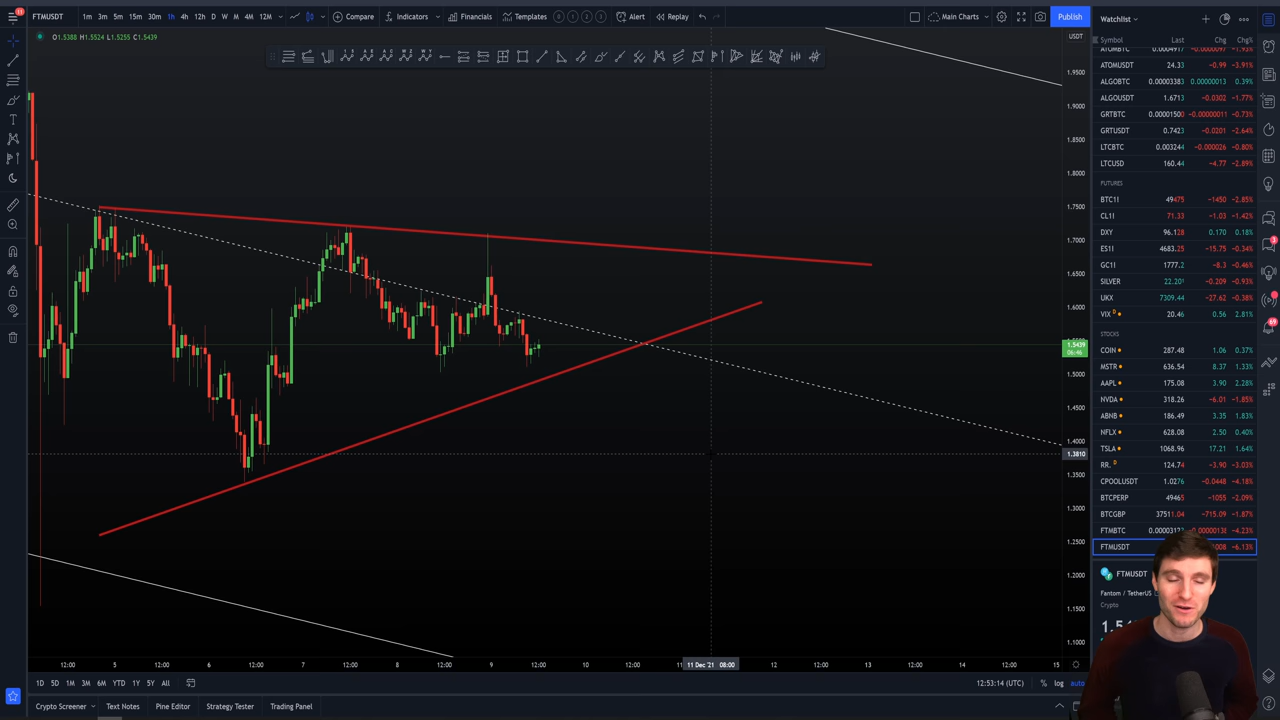 FTMUSDT 1m 3m 5m 15m 30m 1h 4h 12h D W M 4M 12M Compare Indicators Financials Templates Alert Replay Main Charts Publish
O1.5388 H1.5524 L1.5255 C1.5439
USDT
1.9500
1.9000
1.8500
1.8000
1.7500
1.7000
1.6500
1.6000
1.5439
06:46
1.5000
1.4500
1.4000
1.3810
1.3500
1.3000
1.2500
1.2000
1.1500
1.1000
12:00 5 12:00 6 12:00 7 12:00 8 12:00 9 12:00 10 12:00 11 Dec '21 08:00 12 12:00 13 12:00 14 12:00 15
1D 5D 1M 3M 6M YTD 1Y 5Y All
12:53:14 (UTC) % log auto
Crypto Screener Text Notes Pine Editor Strategy Tester Trading Panel
Watchlist
Symbol Last Chg Chg%
ATOMUSDT 24.33 −0.99 −3.91%
ALGOBTC 0.00003383 0.00000013 0.39%
ALGOUSDT 1.6713 −0.0302 −1.77%
GRTBTC 0.00001500 −0.00000011 −0.73%
GRTUSDT 0.7423 −0.0201 −2.64%
LTCBTC 0.003244 −0.000026 −0.80%
LTCUSD 160.44 −4.77 −2.89%
FUTURES
BTC1! 49475 −1450 −2.85%
CL1! 71.33 −1.03 −1.42%
DXY 96.128 0.170 0.18%
ES1! 4683.25 −15.75 −0.34%
GC1! 1777.2 −8.3 −0.46%
SILVER 22.201 −0.209 −0.93%
UKX 7309.44 −27.62 −0.38%
VIX D 20.46 0.56 2.81%
STOCKS
COIN 287.48 1.06 0.37%
MSTR 636.54 8.37 1.33%
AAPL 175.08 3.90 2.28%
NVDA 318.26 −6.01 −1.85%
ABNB 186.49 3.35 1.83%
NFLX 628.08 2.50 0.40%
TSLA 1068.96 17.21 1.64%
RR. D 124.74 −3.90 −3.03%
CPOOLUSDT 1.0276 −0.0448 −4.18%
BTCPERP 49465 −1055 −2.09%
BTCGBP 37511.04 −715.09 −1.87%
FTMBTC −4.23%
FTMUSDT −6.13%
FTMUSDT
Fantom / TetherUS
Crypto